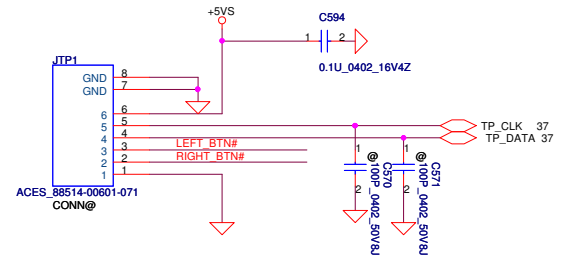 +5VS
C594
1 2
0.1U_0402_16V4Z
JTP1
GND 8
GND 7
6 6
5 5
4 4
3 3
2 2
1 1
LEFT_BTN#
RIGHT_BTN#
TP_CLK 37
TP_DATA 37
ACES_88514-00601-071
CONN@
1
2
@
100P_0402_50V8J
C570
1
2
@
100P_0402_50V8J
C571